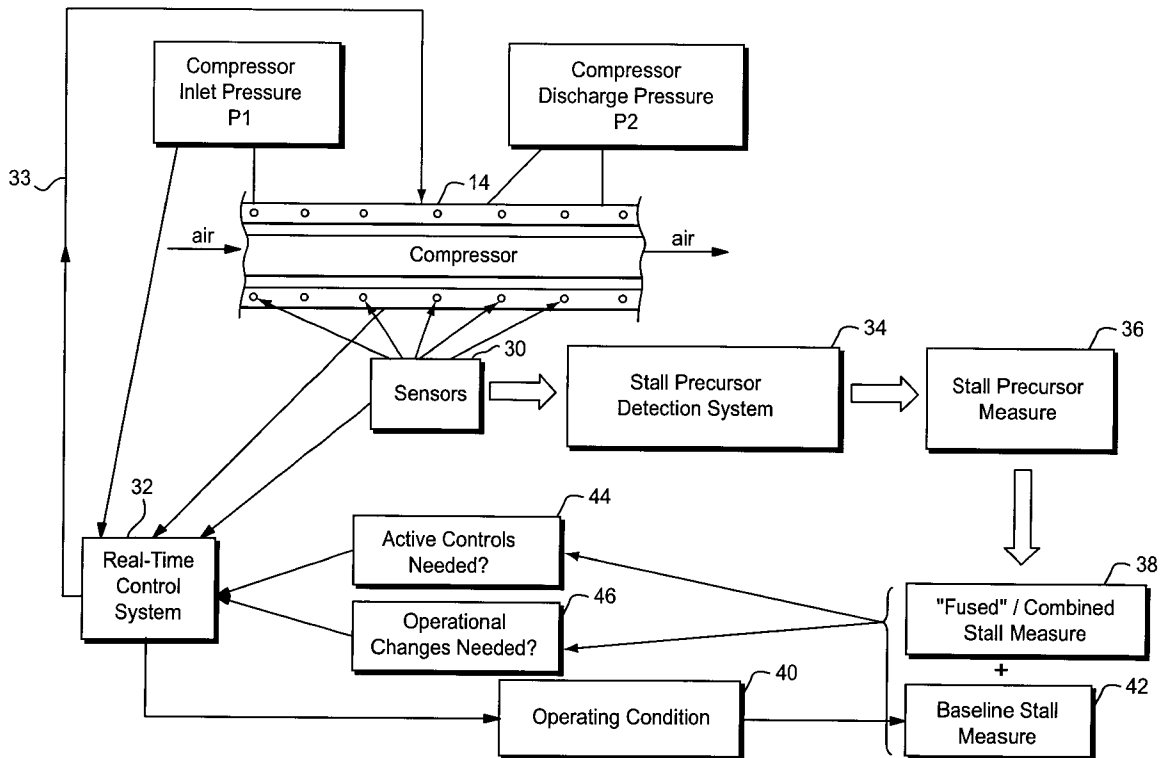 Compressor
Inlet Pressure
P1
Compressor
Discharge Pressure
P2
33
14
air
Compressor
air
30
Sensors
34
Stall Precursor
Detection System
36
Stall Precursor
Measure
32
Real-Time
Control
System
44
Active Controls
Needed?
46
Operational
Changes Needed?
38
"Fused" / Combined
Stall Measure
+
40
Operating Condition
42
Baseline Stall
Measure